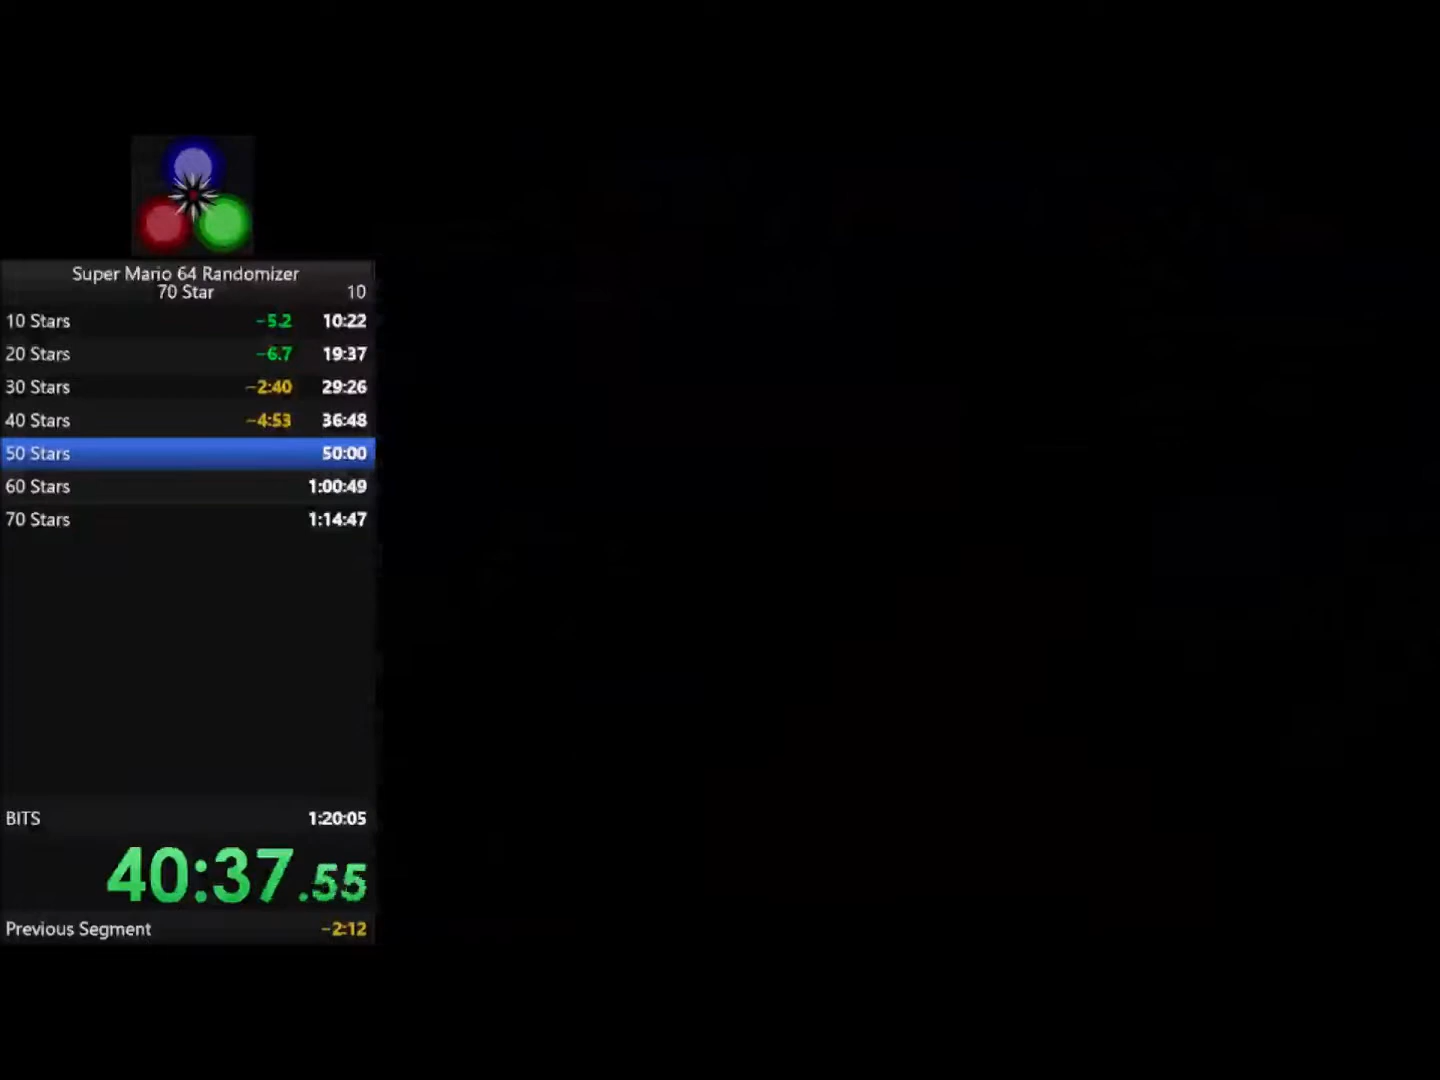 Super Mario 64 Randomizer
70 Star 10
10 Stars -5.2 10:22
20 Stars -6.7 19:37
30 Stars -2:40 29:26
40 Stars -4:53 36:48
50 Stars 50:00
60 Stars 1:00:49
70 Stars 1:14:47
BITS 1:20:05
40:37.55
Previous Segment -2:12